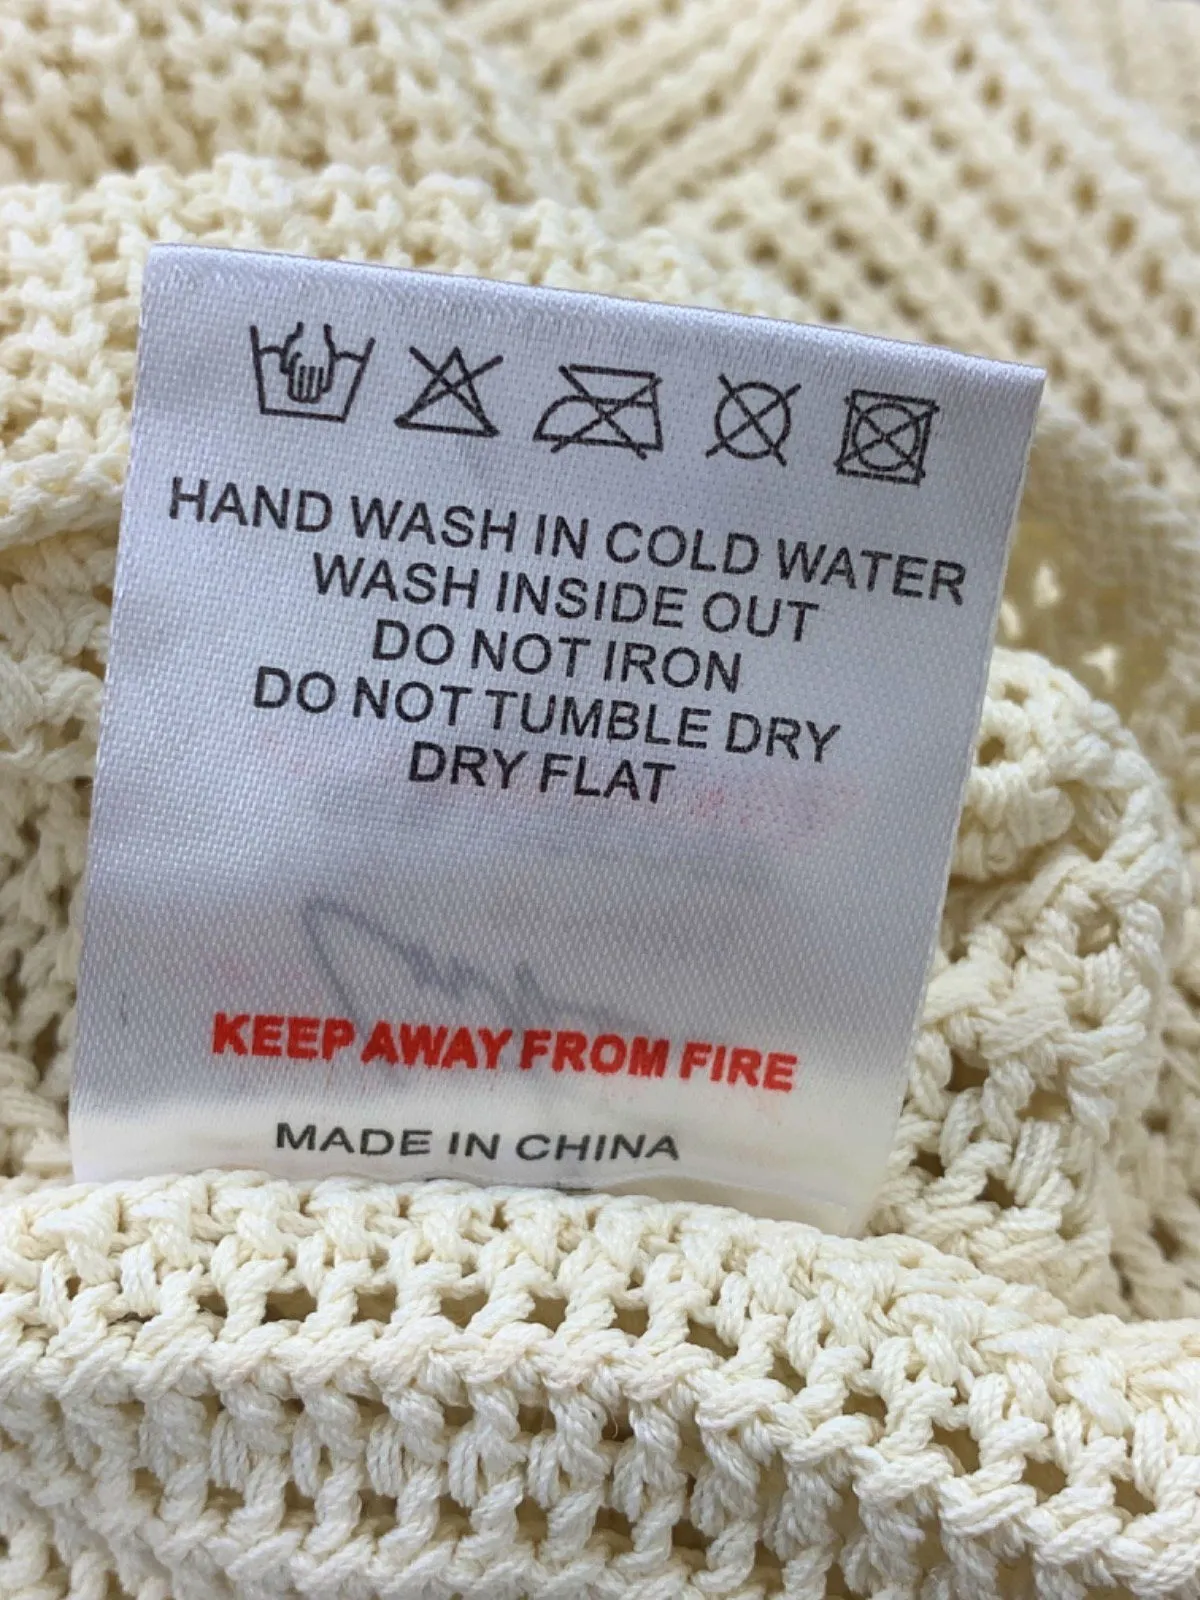 HAND WASH IN COLD WATER
WASH INSIDE OUT
DO NOT IRON
DO NOT TUMBLE DRY
DRY FLAT
KEEP AWAY FROM FIRE
MADE IN CHINA